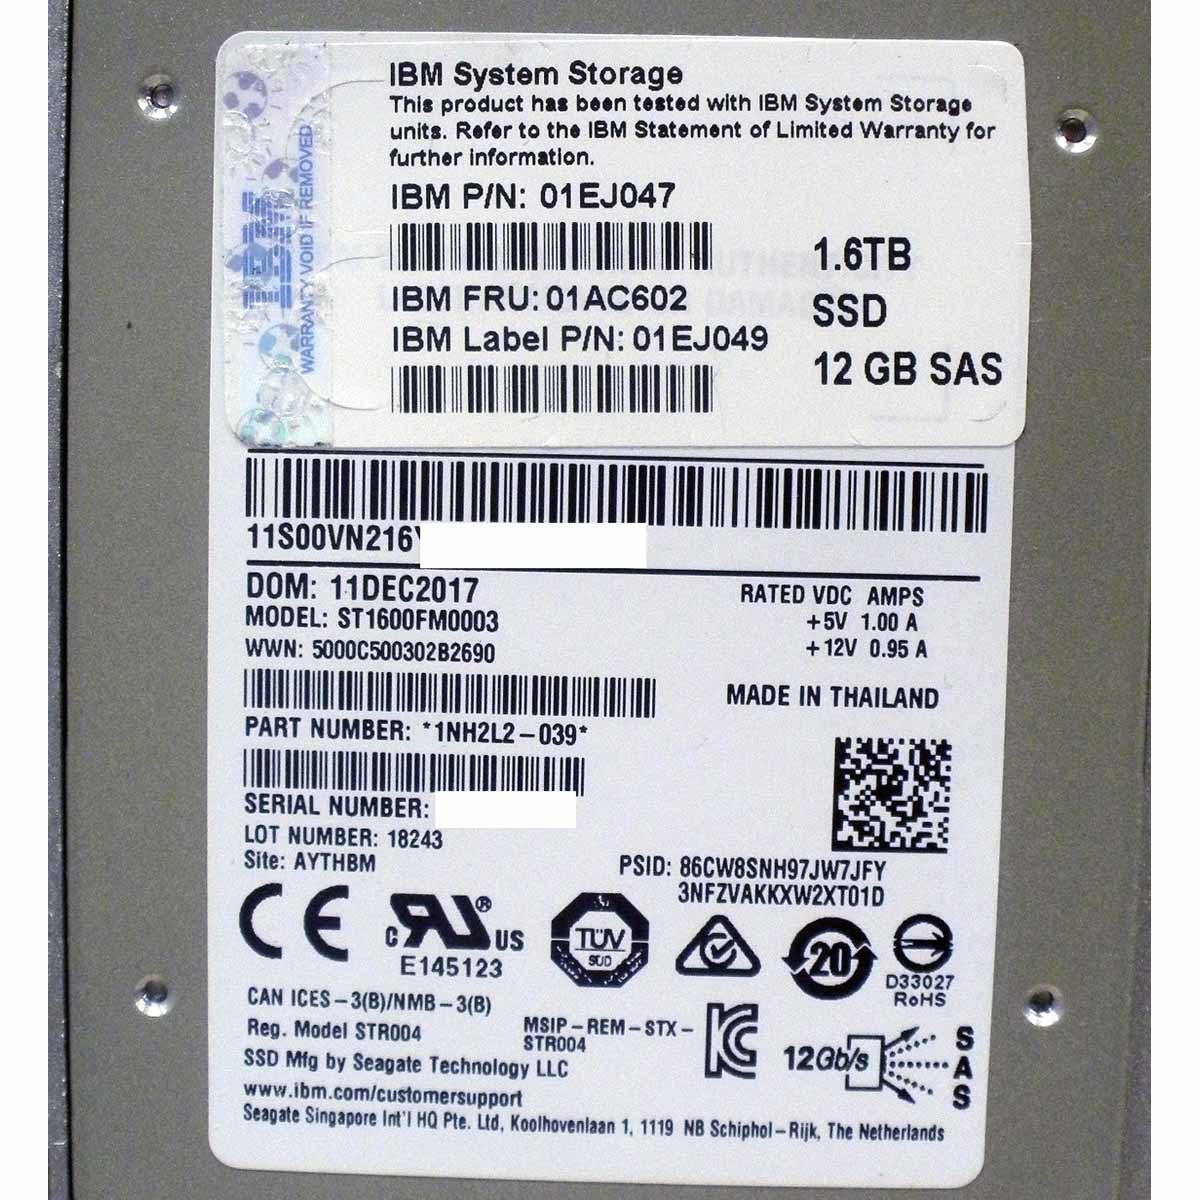 IBM System Storage
This product has been tested with IBM System Storage
units. Refer to the IBM Statement of Limited Warranty for
further information.
IBM P/N: 01EJ047
IBM FRU: 01AC602
IBM Label P/N: 01EJ049
1.6TB
SSD
12 GB SAS
IBM
WARRANTY VOID IF REMOVED
11S00VN216
DOM: 11DEC2017
MODEL: ST1600FM0003
WWN: 5000C500302B2690
RATED VDC AMPS
+5V 1.00 A
+12V 0.95 A
MADE IN THAILAND
PART NUMBER: *1NH2L2-039*
SERIAL NUMBER:
LOT NUMBER: 18243
Site: AYTHBM
PSID: 86CW8SNH97JW7JFY
3NFZVAKKXW2XT01D
CE
c RU ® US
E145123
TÜV
SÜD
20
D33027
RoHS
CAN ICES-3(B)/NMB-3(B)
Reg. Model STR004
MSIP-REM-STX-
STR004
KC
12Gb/s
SAS
SSD Mfg by Seagate Technology LLC
www.ibm.com/customersupport
Seagate Singapore Int'l HQ Pte. Ltd, Koolhovenlaan 1, 1119 NB Schiphol-Rijk, The Netherlands